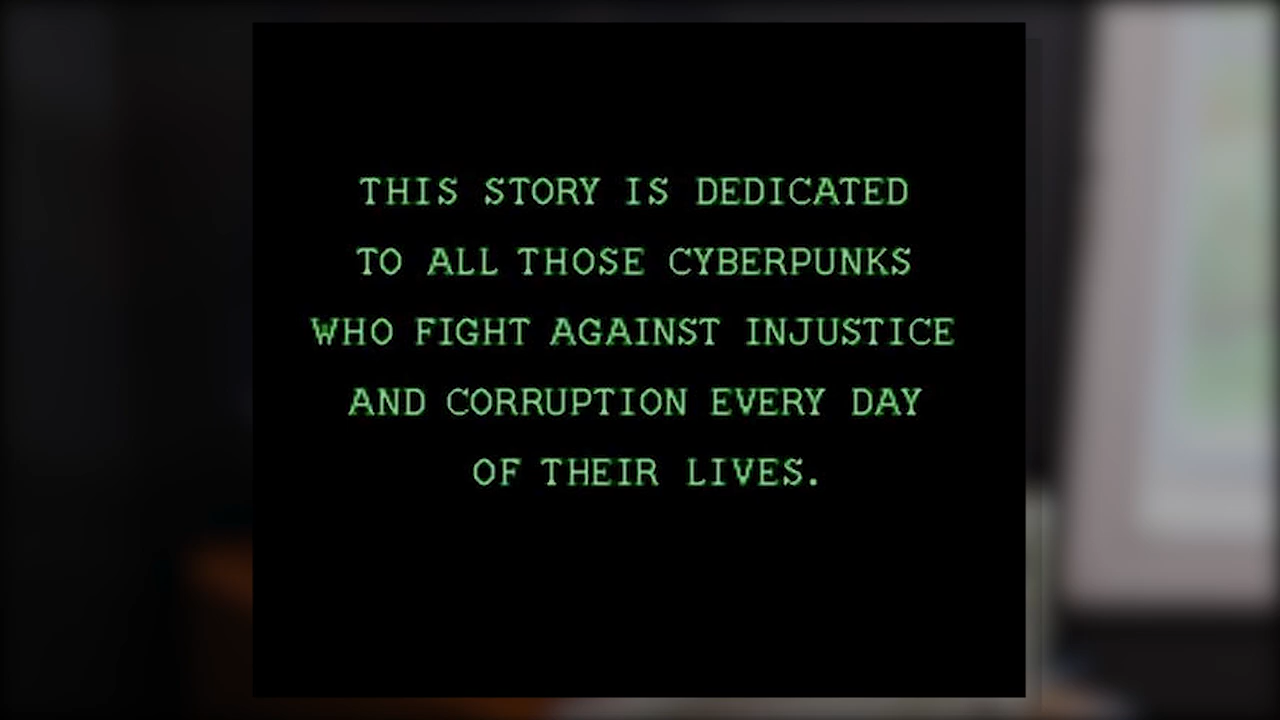 THIS STORY IS DEDICATED
TO ALL THOSE CYBERPUNKS
WHO FIGHT AGAINST INJUSTICE
AND CORRUPTION EVERY DAY
OF THEIR LIVES.